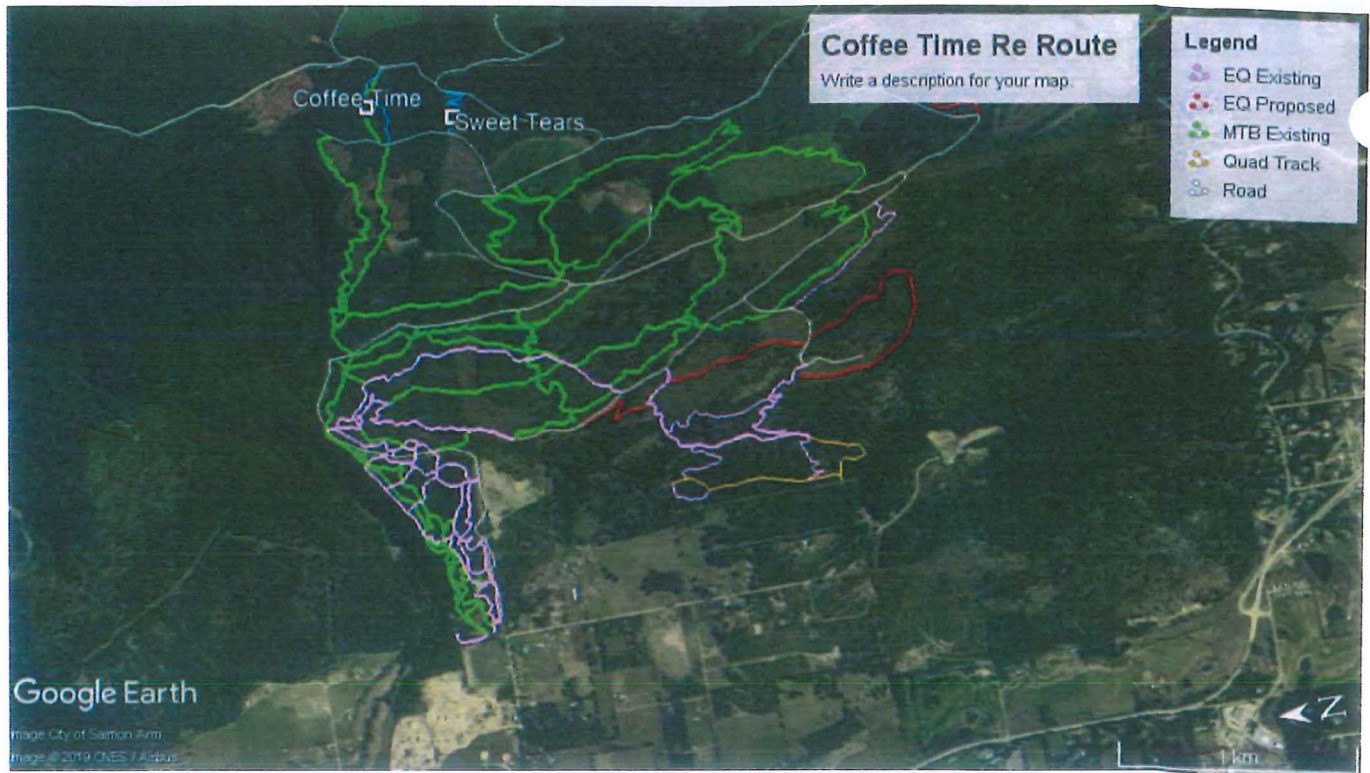 Coffee Time Re Route
Write a description for your map.
Legend
EQ Existing
EQ Proposed
MTB Existing
Quad Track
Road
Coffee Time
Sweet Tears
Google Earth
Image City of Salmon Arm
Image © 2019 CNES / Airbus
N
1 km